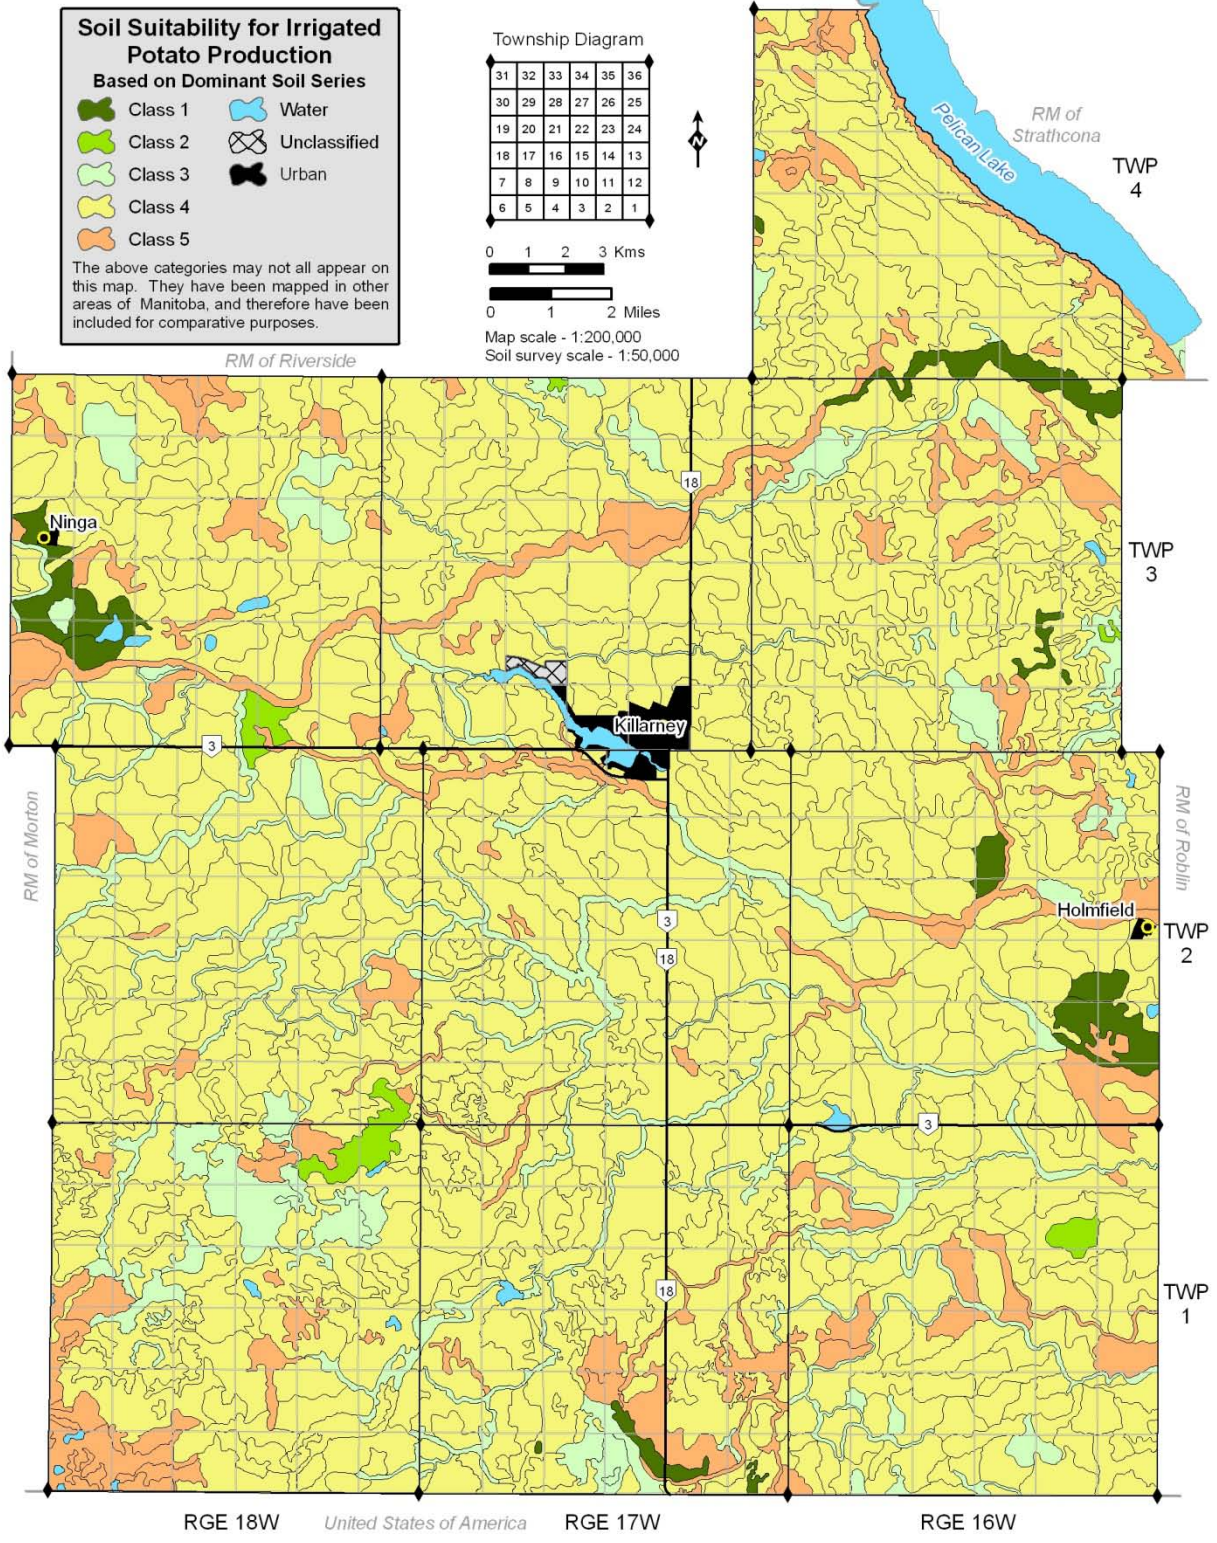 Soil Suitability for Irrigated
Potato Production
Based on Dominant Soil Series
Class 1
Water
Class 2
Unclassified
Class 3
Urban
Class 4
Class 5
The above categories may not all appear on
this map. They have been mapped in other
areas of Manitoba, and therefore have been
included for comparative purposes.
Township Diagram
31 32 33 34 35 36
30 29 28 27 26 25
19 20 21 22 23 24
18 17 16 15 14 13
7 8 9 10 11 12
6 5 4 3 2 1
N
0 1 2 3 Kms
0 1 2 Miles
Map scale - 1:200,000
Soil survey scale - 1:50,000
Pelican Lake
RM of
Strathcona
TWP
4
RM of Riverside
18
Ninga
TWP
3
Killarney
3
RM of Morton
RM of Roblin
Holmfield
3
18
TWP
2
3
18
TWP
1
RGE 18W
United States of America
RGE 17W
RGE 16W